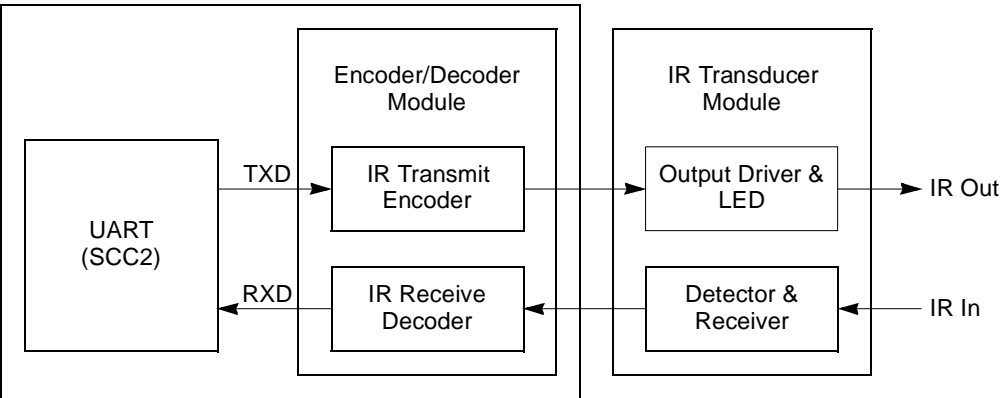 Encoder/Decoder
Module
IR Transducer
Module
TXD
IR Transmit
Encoder
Output Driver &
LED
IR Out
UART
(SCC2)
RXD
IR Receive
Decoder
Detector &
Receiver
IR In